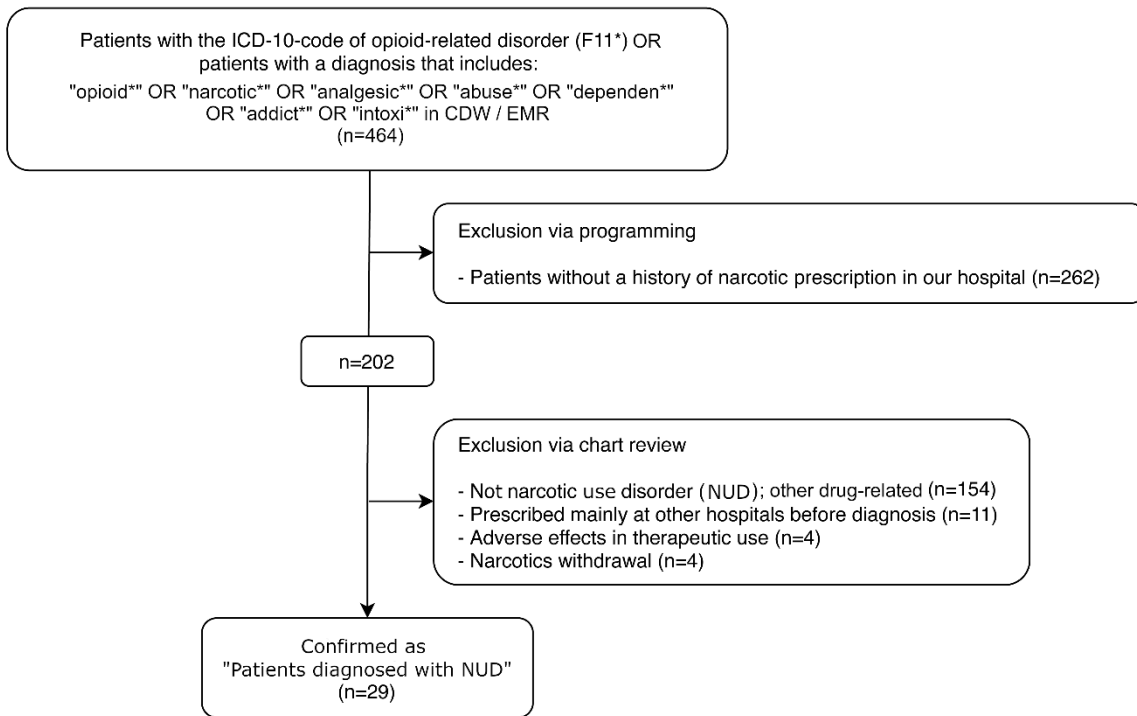 Patients with the ICD-10-code of opioid-related disorder (F11*) OR
patients with a diagnosis that includes:
"opioid*" OR "narcotic*" OR "analgesic*" OR "abuse*" OR "dependen*"
OR "addict*" OR "intoxi*" in CDW / EMR
(n=464)
Exclusion via programming
- Patients without a history of narcotic prescription in our hospital (n=262)
n=202
Exclusion via chart review
- Not narcotic use disorder (NUD); other drug-related (n=154)
- Prescribed mainly at other hospitals before diagnosis (n=11)
- Adverse effects in therapeutic use (n=4)
- Narcotics withdrawal (n=4)
Confirmed as
"Patients diagnosed with NUD"
(n=29)